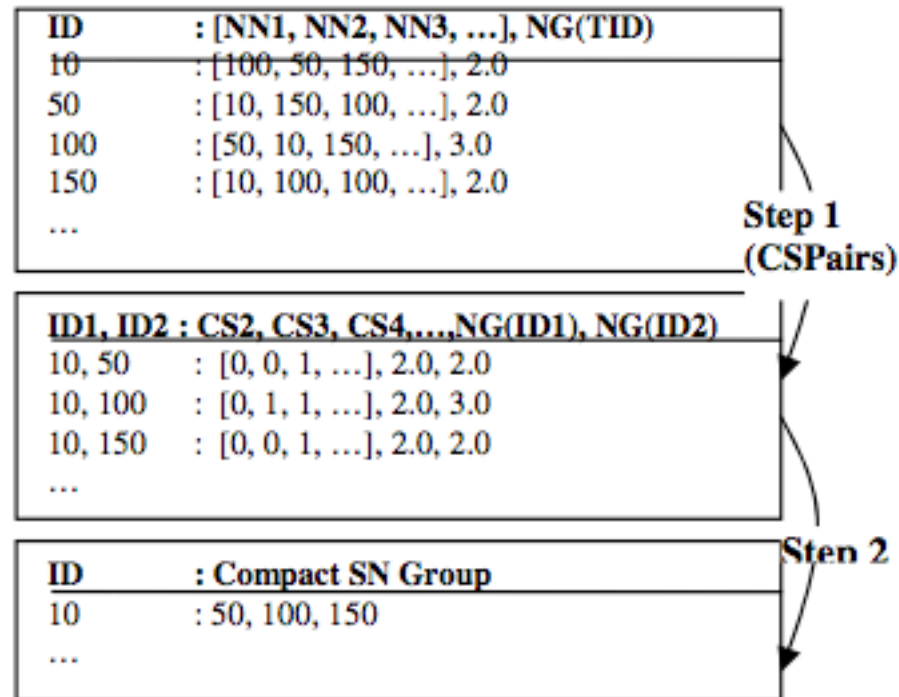 ID : [NN1, NN2, NN3, …], NG(TID)
10 : [100, 50, 150, …], 2.0
50 : [10, 150, 100, …], 2.0
100 : [50, 10, 150, …], 3.0
150 : [10, 100, 100, …], 2.0
…
Step 1
(CSPairs)
ID1, ID2 : CS2, CS3, CS4,…,NG(ID1), NG(ID2)
10, 50 : [0, 0, 1, …], 2.0, 2.0
10, 100 : [0, 1, 1, …], 2.0, 3.0
10, 150 : [0, 0, 1, …], 2.0, 2.0
…
Step 2
ID : Compact SN Group
10 : 50, 100, 150
…